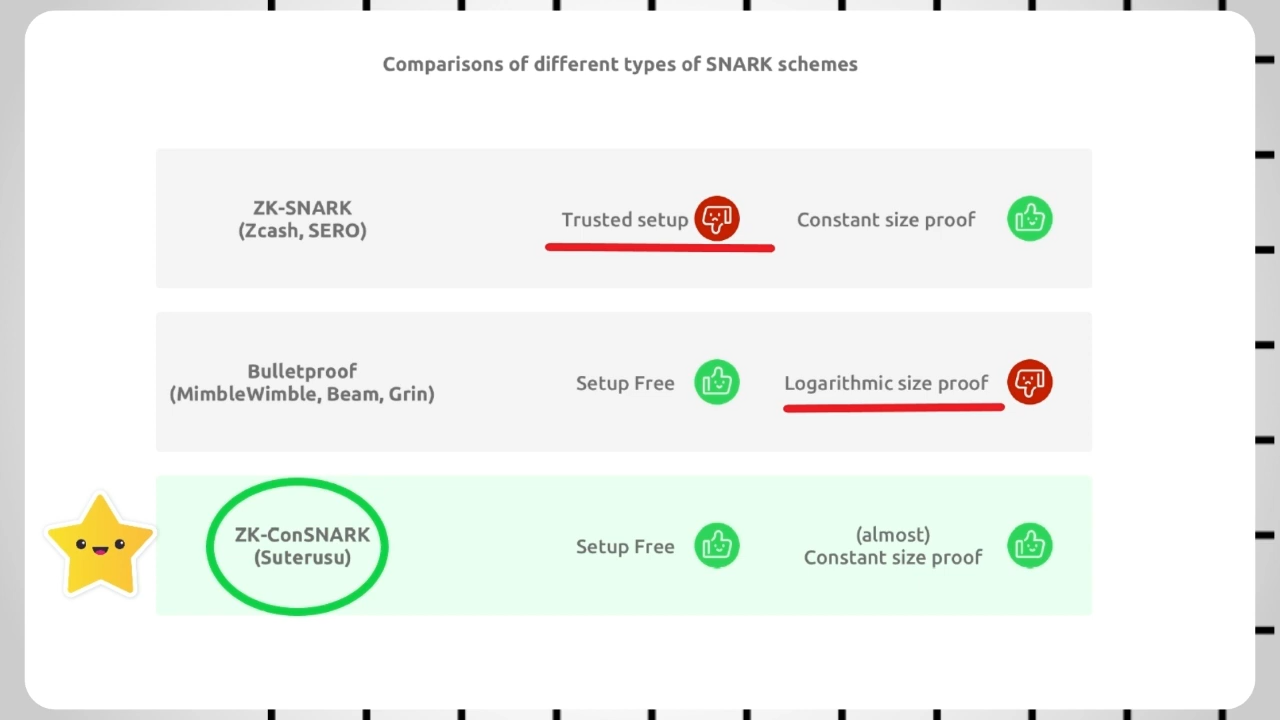 Comparisons of different types of SNARK schemes
ZK-SNARK
(Zcash, SERO)
Trusted setup
Constant size proof
Bulletproof
(MimbleWimble, Beam, Grin)
Setup Free
Logarithmic size proof
ZK-ConSNARK
(Suterusu)
Setup Free
(almost)
Constant size proof